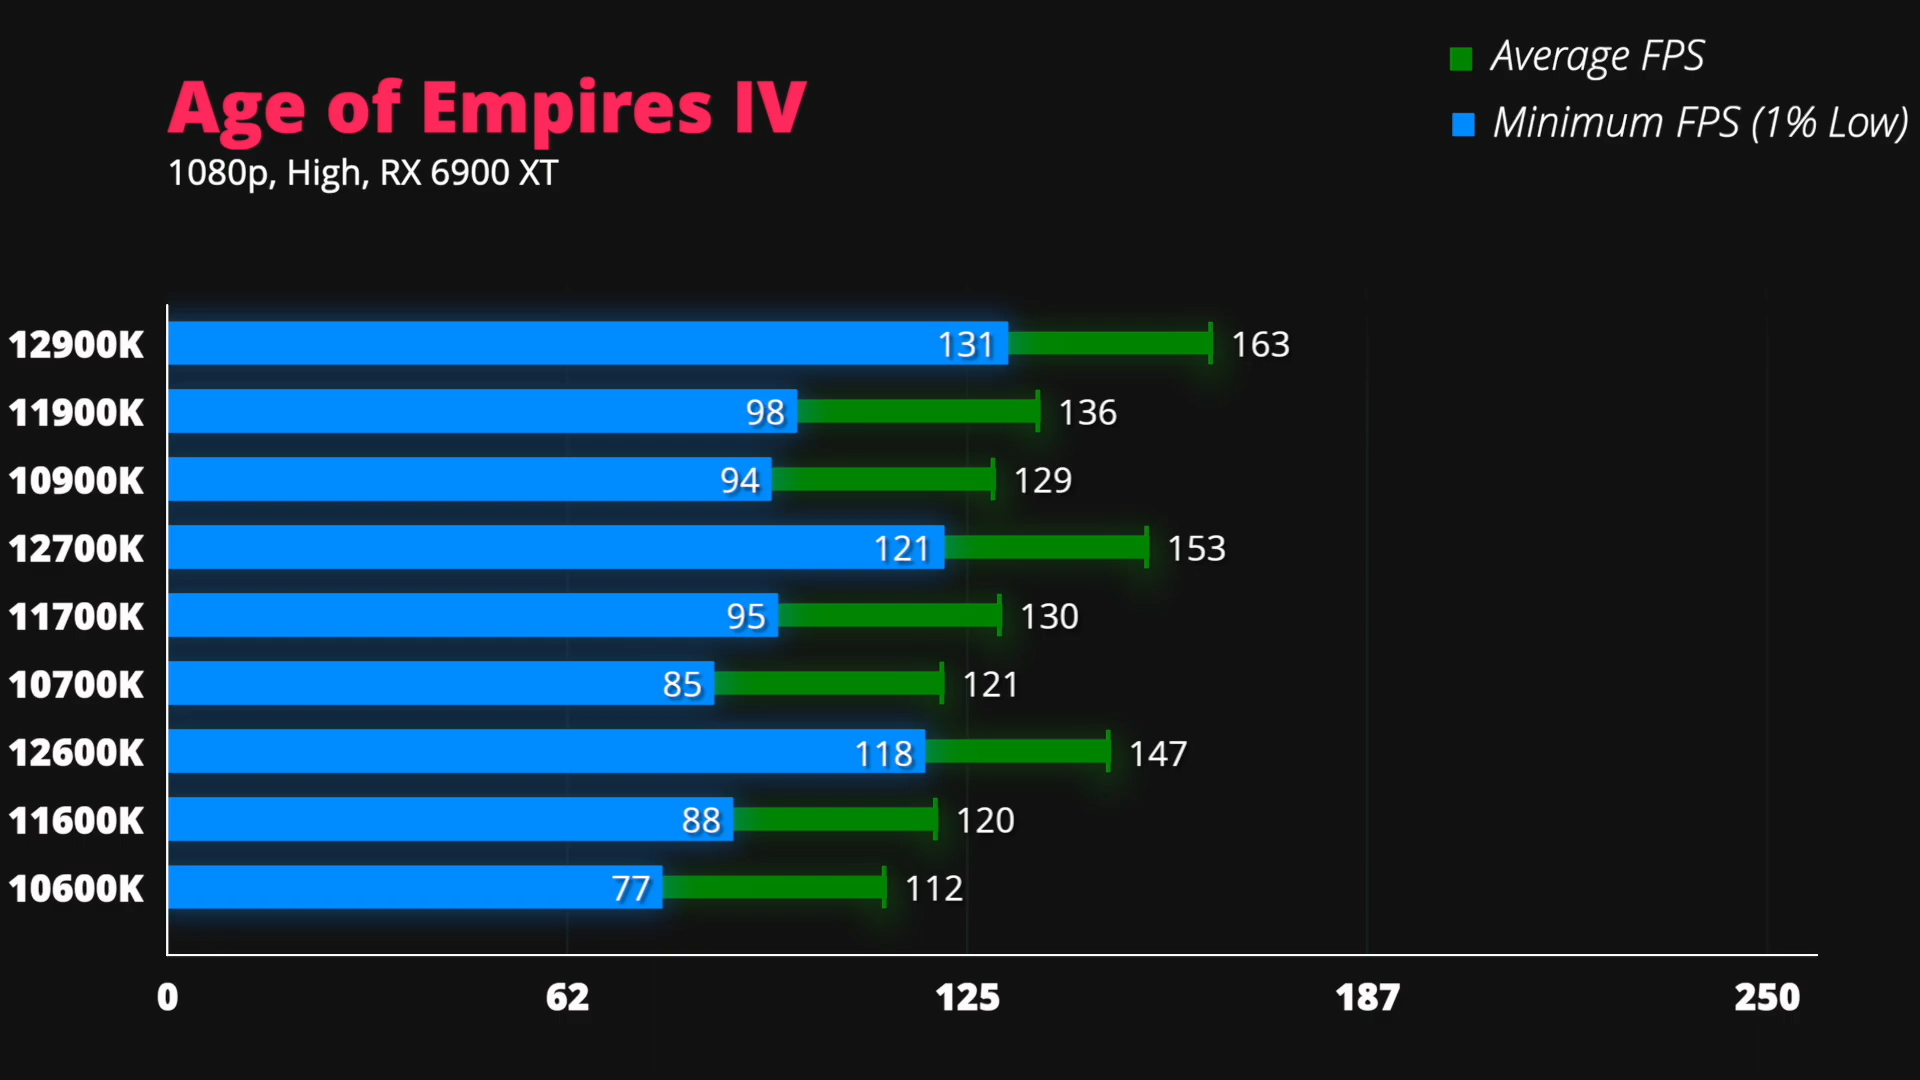 Age of Empires IV
1080p, High, RX 6900 XT
Average FPS
Minimum FPS (1% Low)
12900K 131 163
11900K 98 136
10900K 94 129
12700K 121 153
11700K 95 130
10700K 85 121
12600K 118 147
11600K 88 120
10600K 77 112
0 62 125 187 250